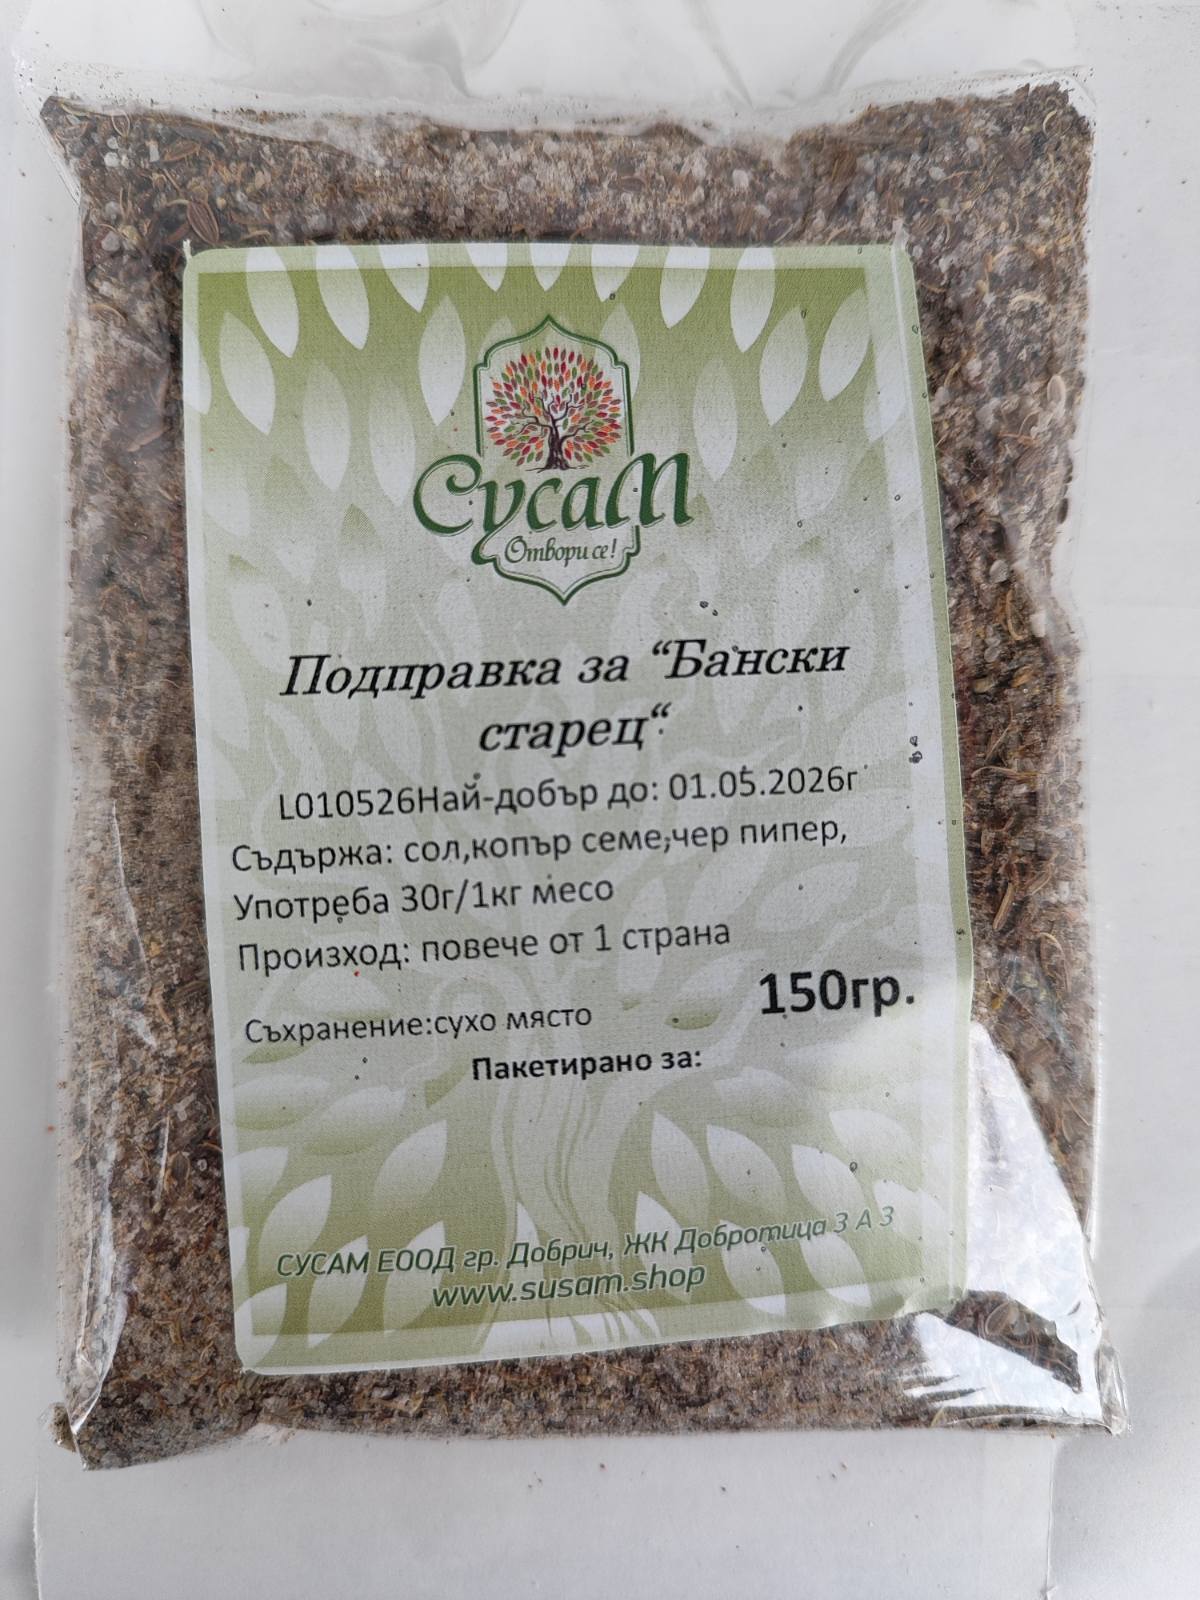 Сусам
Отвори се!
Подправка за “Бански
старец“
L010526Най-добър до: 01.05.2026г
Съдържа: сол,копър семе,чер пипер,
Употреба 30г/1кг месо
Произход: повече от 1 страна
150гр.
Съхранение:сухо място
Пакетирано за:
СУСАМ ЕООД гр. Добрич, ЖК Добротица 3 А 3
www.susam.shop